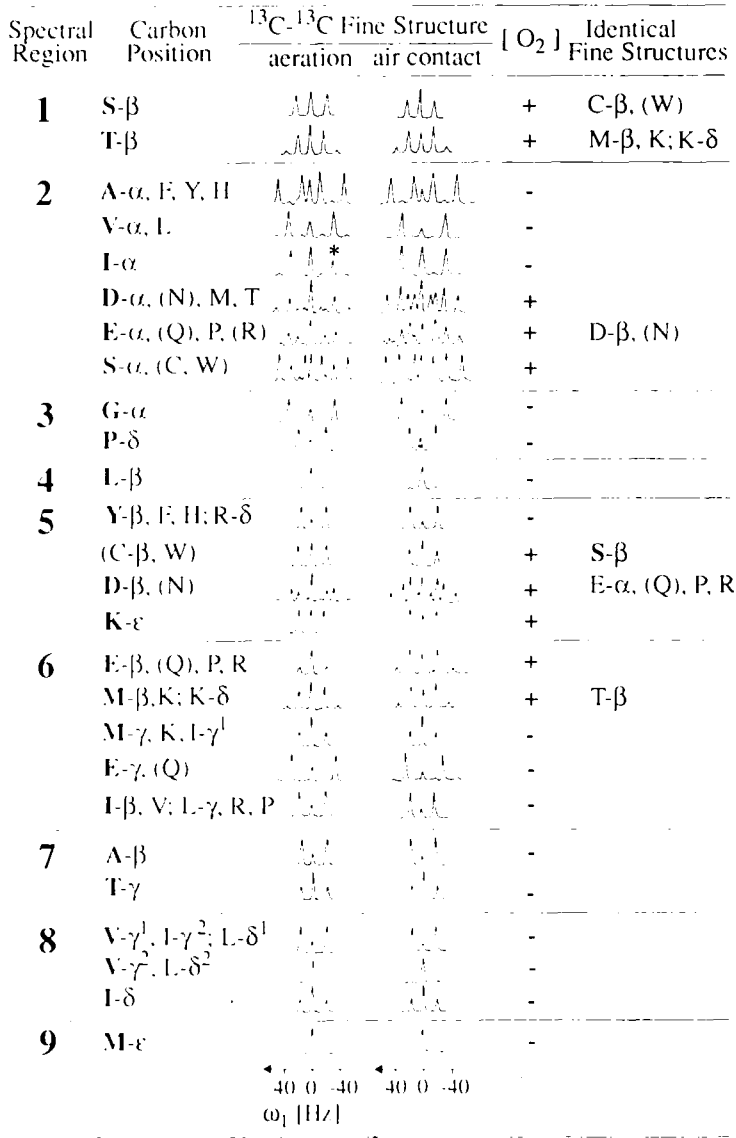 Spectral Region Carbon Position ¹³C-¹³C Fine Structure [ O₂ ] Identical Fine Structures
aeration air contact
1 S-β + C-β, (W)
T-β + M-β, K; K-δ
2 A-α, F, Y, H -
V-α, L -
I-α * -
D-α, (N), M, T +
E-α, (Q), P, (R) + D-β, (N)
S-α, (C, W) +
3 G-α -
P-δ -
4 L-β -
5 Y-β, F, H; R-δ -
(C-β, W) + S-β
D-β, (N) + E-α, (Q), P, R
K-ε +
6 E-β, (Q), P, R +
M-β,K; K-δ + T-β
M-γ, K, I-γ¹ -
E-γ, (Q) -
I-β, V; L-γ, R, P -
7 A-β -
T-γ -
8 V-γ¹, I-γ²; L-δ¹ -
V-γ², L-δ² -
I-δ -
9 M-ε -
40 0 -40 40 0 -40
ω₁ [Hz]